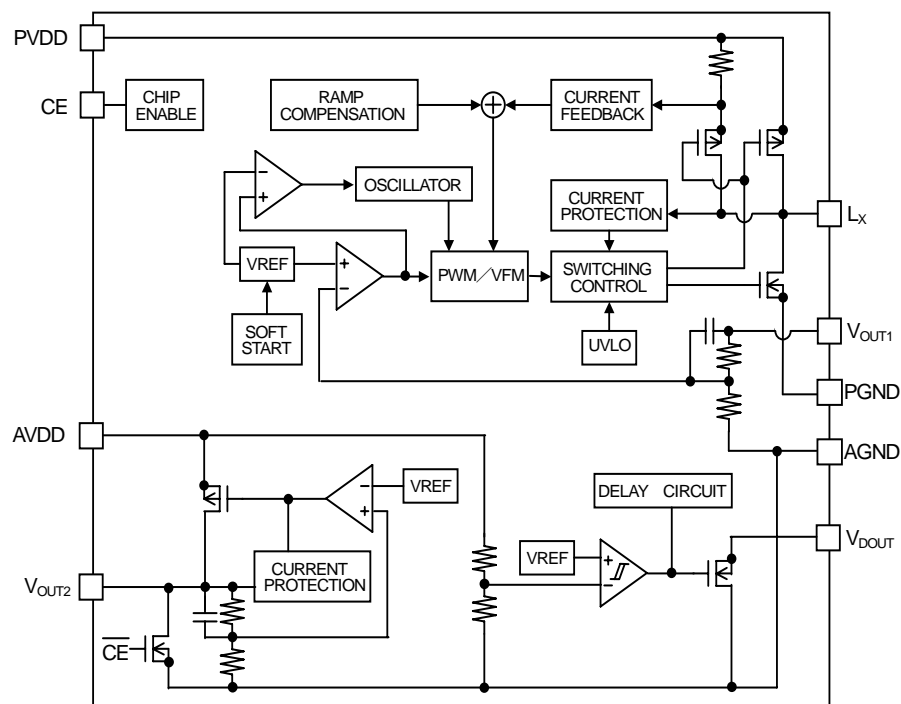 PVDD
CE
CHIP
ENABLE
RAMP
COMPENSATION
+
CURRENT
FEEDBACK
−
+
OSCILLATOR
CURRENT
PROTECTION
LX
VREF
+
−
PWM/VFM
SWITCHING
CONTROL
SOFT
START
UVLO
VOUT1
PGND
AVDD
AGND
−
+
VREF
DELAY CIRCUIT
VREF
+
−
VDOUT
CURRENT
PROTECTION
VOUT2
CE